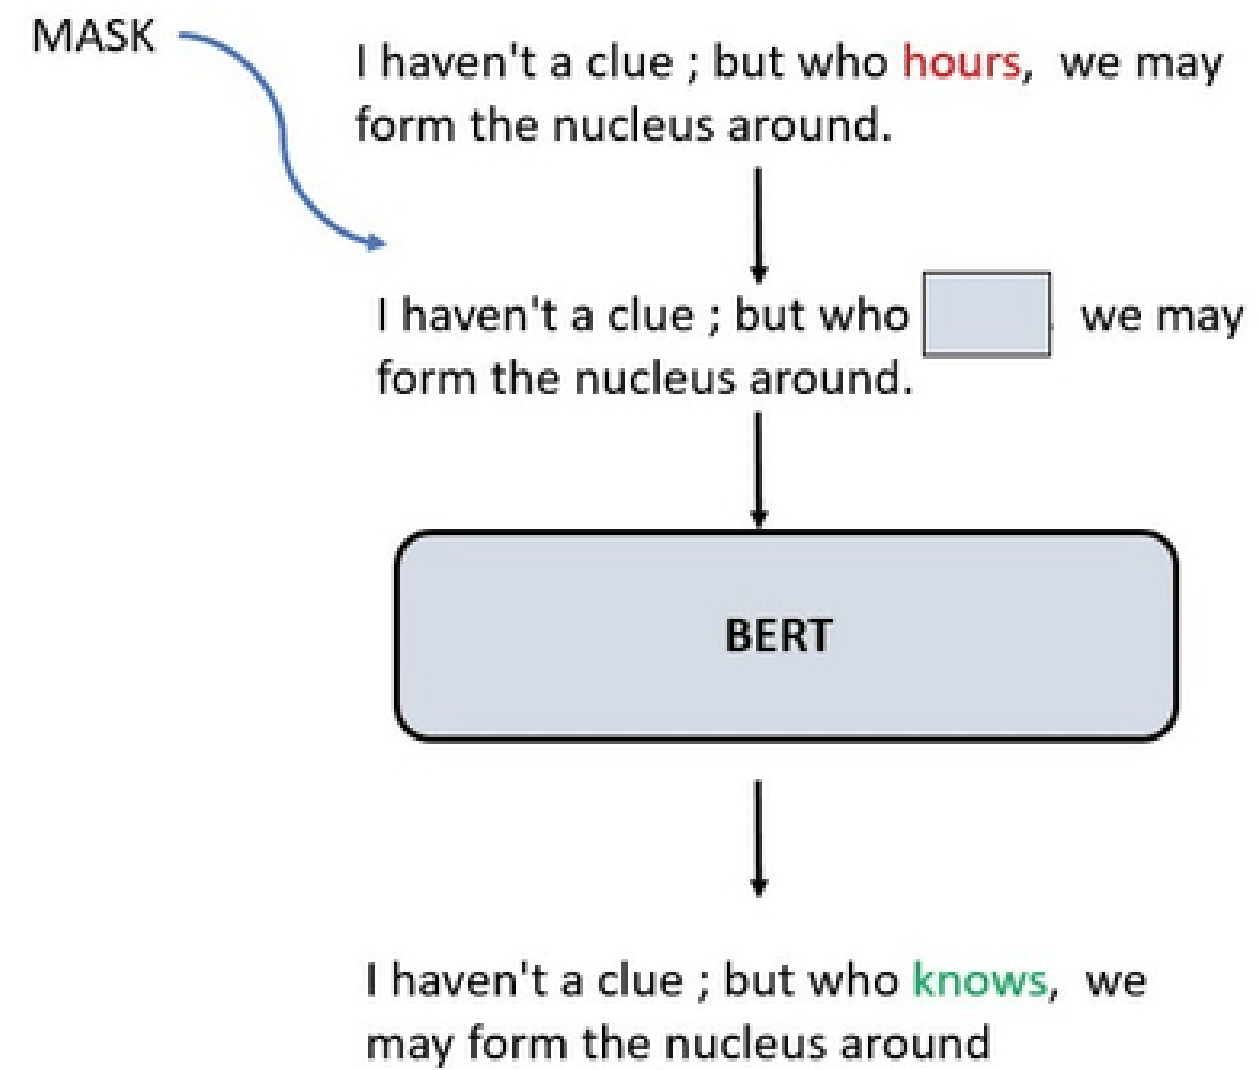 MASK
I haven't a clue ; but who hours,  we may
form the nucleus around.
I haven't a clue ; but who we may
form the nucleus around.
BERT
I haven't a clue ; but who knows,  we
may form the nucleus around